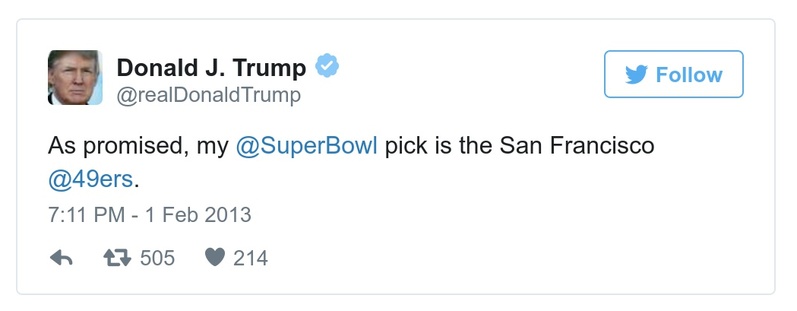 Donald J. Trump
@realDonaldTrump
Follow
As promised, my @SuperBowl pick is the San Francisco
@49ers.
7:11 PM - 1 Feb 2013
505 214